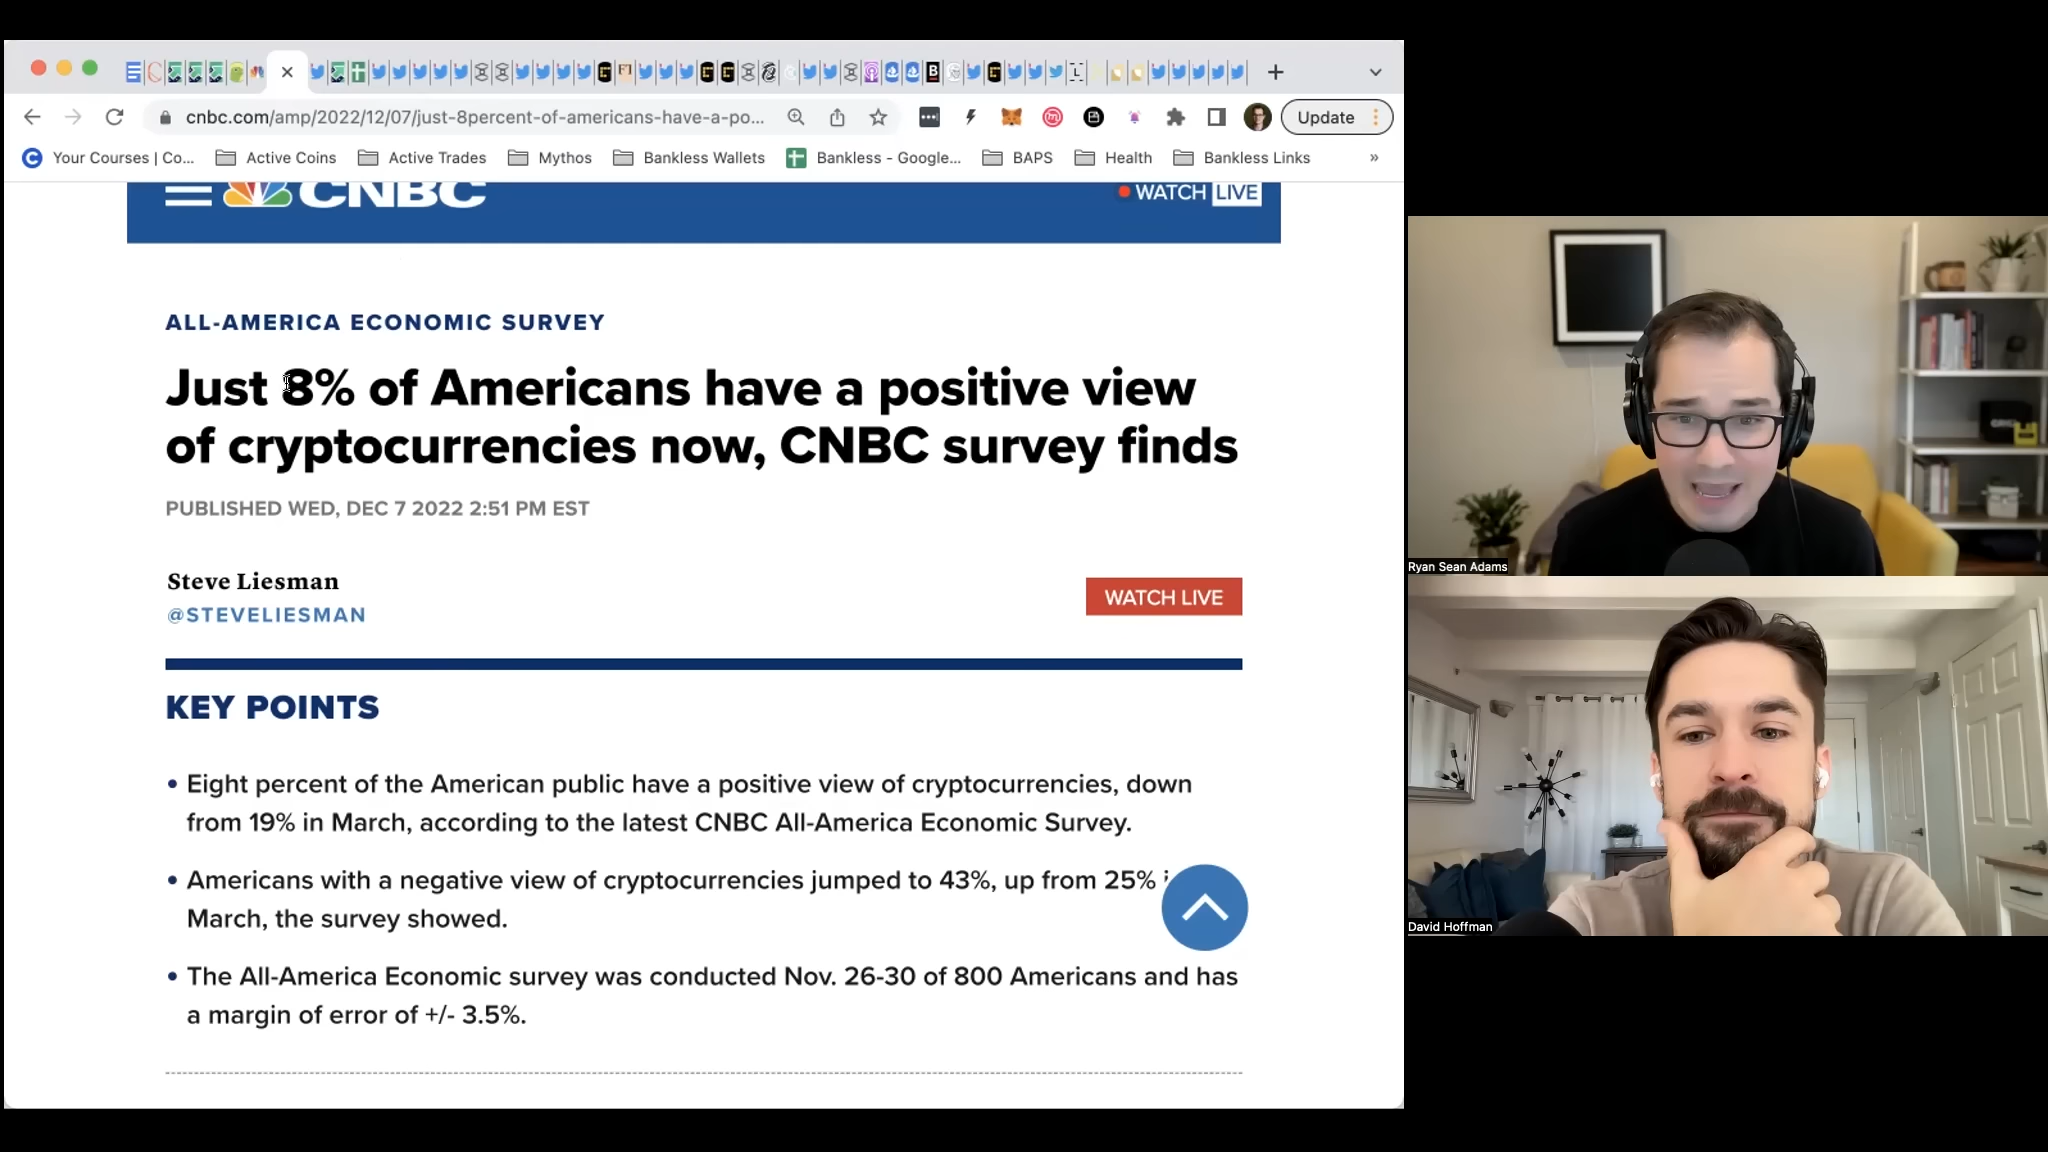 cnbc.com/amp/2022/12/07/just-8percent-of-americans-have-a-po...
Update
Your Courses | Co...
Active Coins
Active Trades
Mythos
Bankless Wallets
Bankless - Google...
BAPS
Health
Bankless Links
»
CNBC
WATCH LIVE
ALL-AMERICA ECONOMIC SURVEY
Just 8% of Americans have a positive view
of cryptocurrencies now, CNBC survey finds
PUBLISHED WED, DEC 7 2022 2:51 PM EST
Steve Liesman
@STEVELIESMAN
WATCH LIVE
KEY POINTS
• Eight percent of the American public have a positive view of cryptocurrencies, down
from 19% in March, according to the latest CNBC All-America Economic Survey.
• Americans with a negative view of cryptocurrencies jumped to 43%, up from 25%
March, the survey showed.
• The All-America Economic survey was conducted Nov. 26-30 of 800 Americans and has
a margin of error of +/- 3.5%.
Ryan Sean Adams
David Hoffman